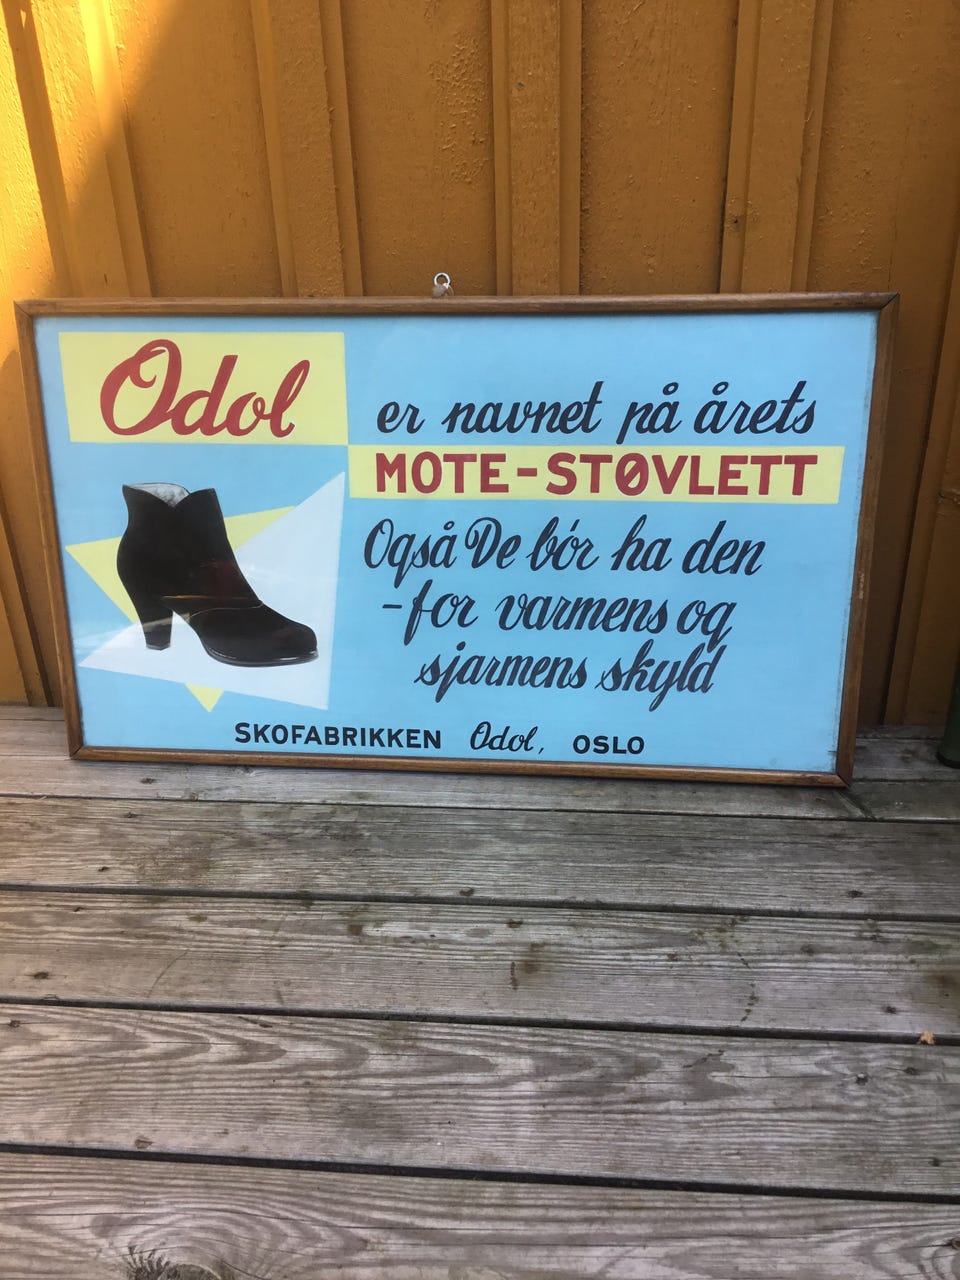 Odol
er navnet på årets
MOTE-STØVLETT
Også De bór ha den
-for varmens og
sjarmens skyld
SKOFABRIKKEN Odol, OSLO